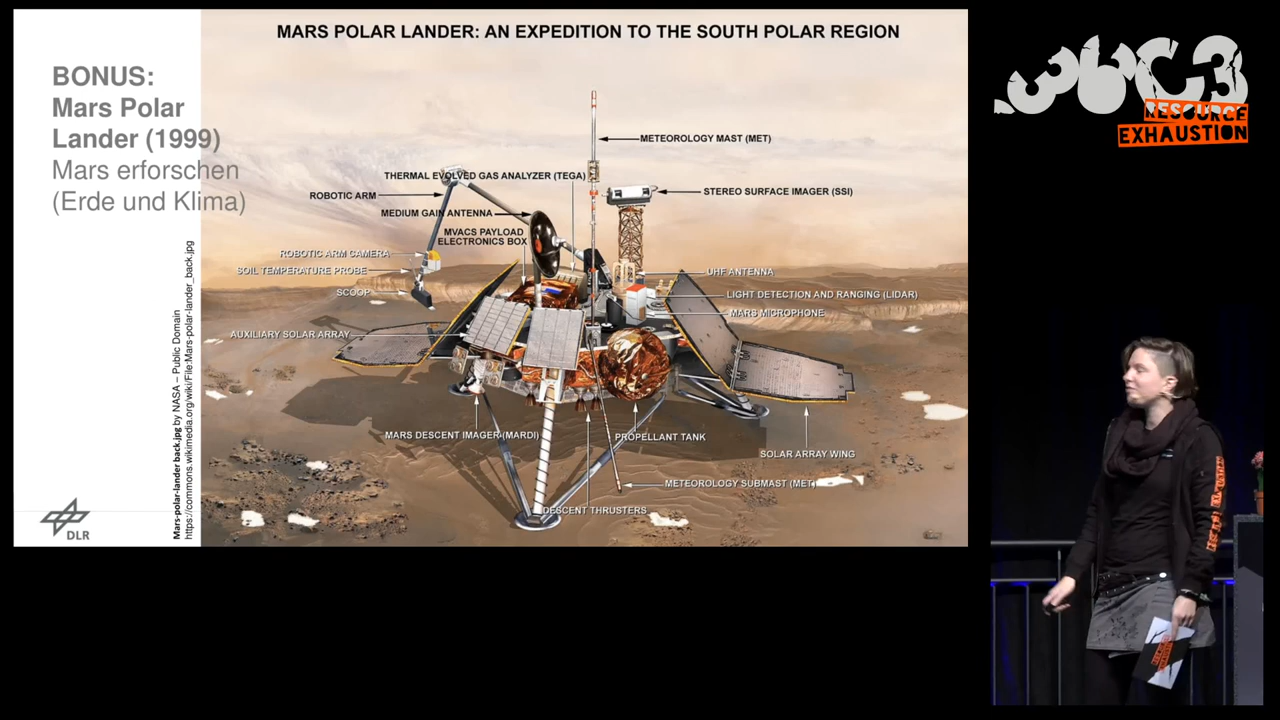 MARS POLAR LANDER: AN EXPEDITION TO THE SOUTH POLAR REGION
BONUS:
Mars Polar
Lander (1999)
Mars erforschen
(Erde und Klima)
METEOROLOGY MAST (MET)
THERMAL EVOLVED GAS ANALYZER (TEGA)
ROBOTIC ARM
STEREO SURFACE IMAGER (SSI)
MEDIUM GAIN ANTENNA
MVACS PAYLOAD
ELECTRONICS BOX
ROBOTIC ARM CAMERA
SOIL TEMPERATURE PROBE
SCOOP
UHF ANTENNA
LIGHT DETECTION AND RANGING (LIDAR)
MARS MICROPHONE
AUXILIARY SOLAR ARRAY
MARS DESCENT IMAGER (MARDI)
PROPELLANT TANK
SOLAR ARRAY WING
METEOROLOGY SUBMAST (MET)
DESCENT THRUSTERS
Mars-polar-lander back.jpg by NASA – Public Domain
https://commons.wikimedia.org/wiki/File:Mars-polar-lander_back.jpg
DLR
36C3
RESOURCE
EXHAUSTION